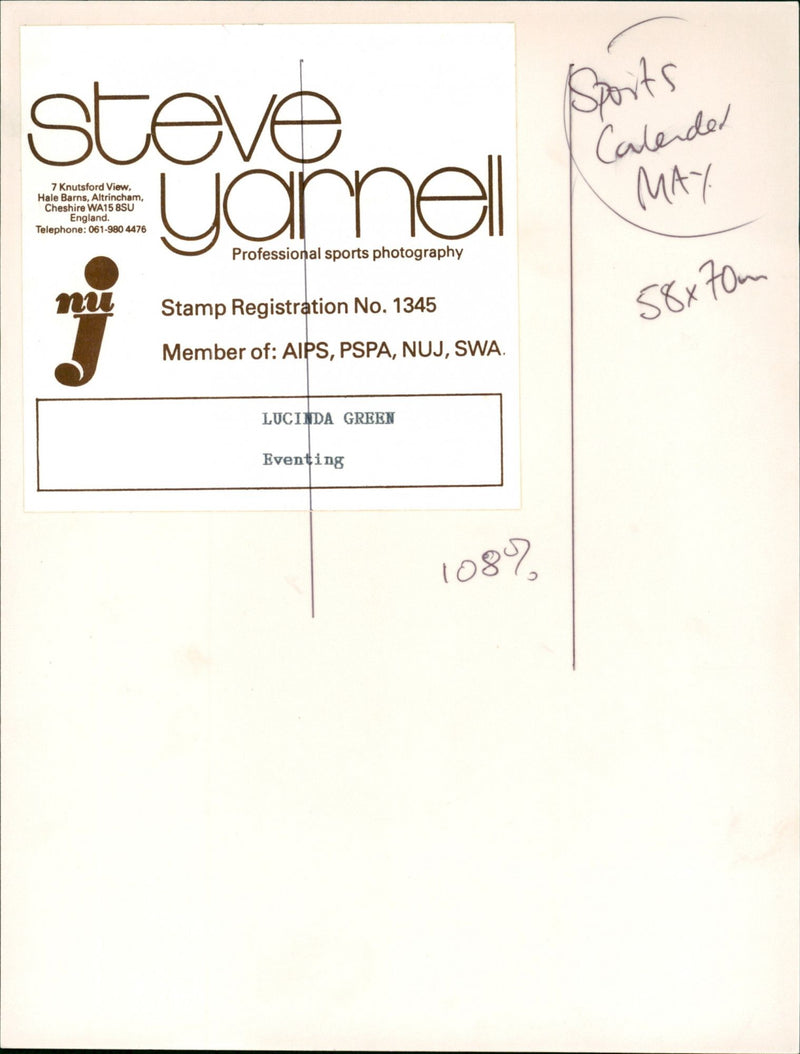 steve
yarnell
7 Knutsford View,
Hale Barns, Altrincham,
Cheshire WA15 8SU
England.
Telephone: 061-980 4476
Professional sports photography
nuj
Stamp Registration No. 1345
Member of: AIPS, PSPA, NUJ, SWA.
LUCINDA GREEN
Eventing
Sports
Calender
MAY
58x70mm
108%